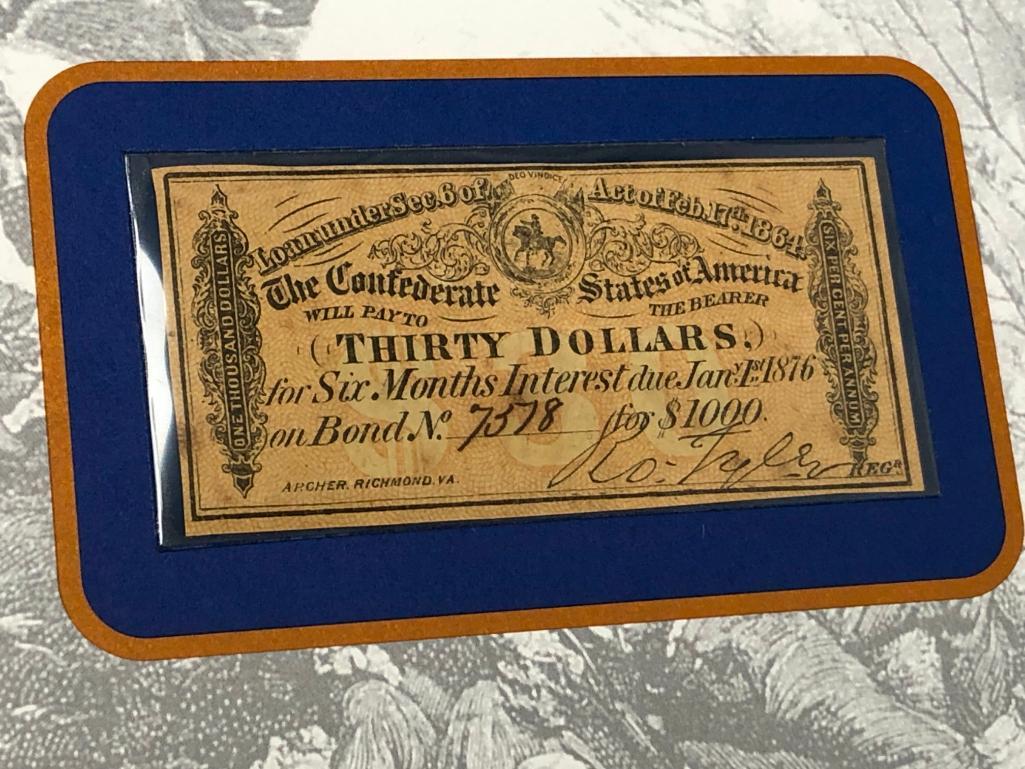 DEO VINDICE
Loan under Sec. 6 of Act of Feb. 17th. 1864.
The Confederate States of America
WILL PAY TO THE BEARER
(THIRTY DOLLARS,)
for Six Months Interest due Jany. 1st. 1876
on Bond No. 7578 for $1000.
Ro. Tyler REGR
ARCHER, RICHMOND, VA.
ONE THOUSAND DOLLARS
SIX PER CENT PER ANNUM
$30